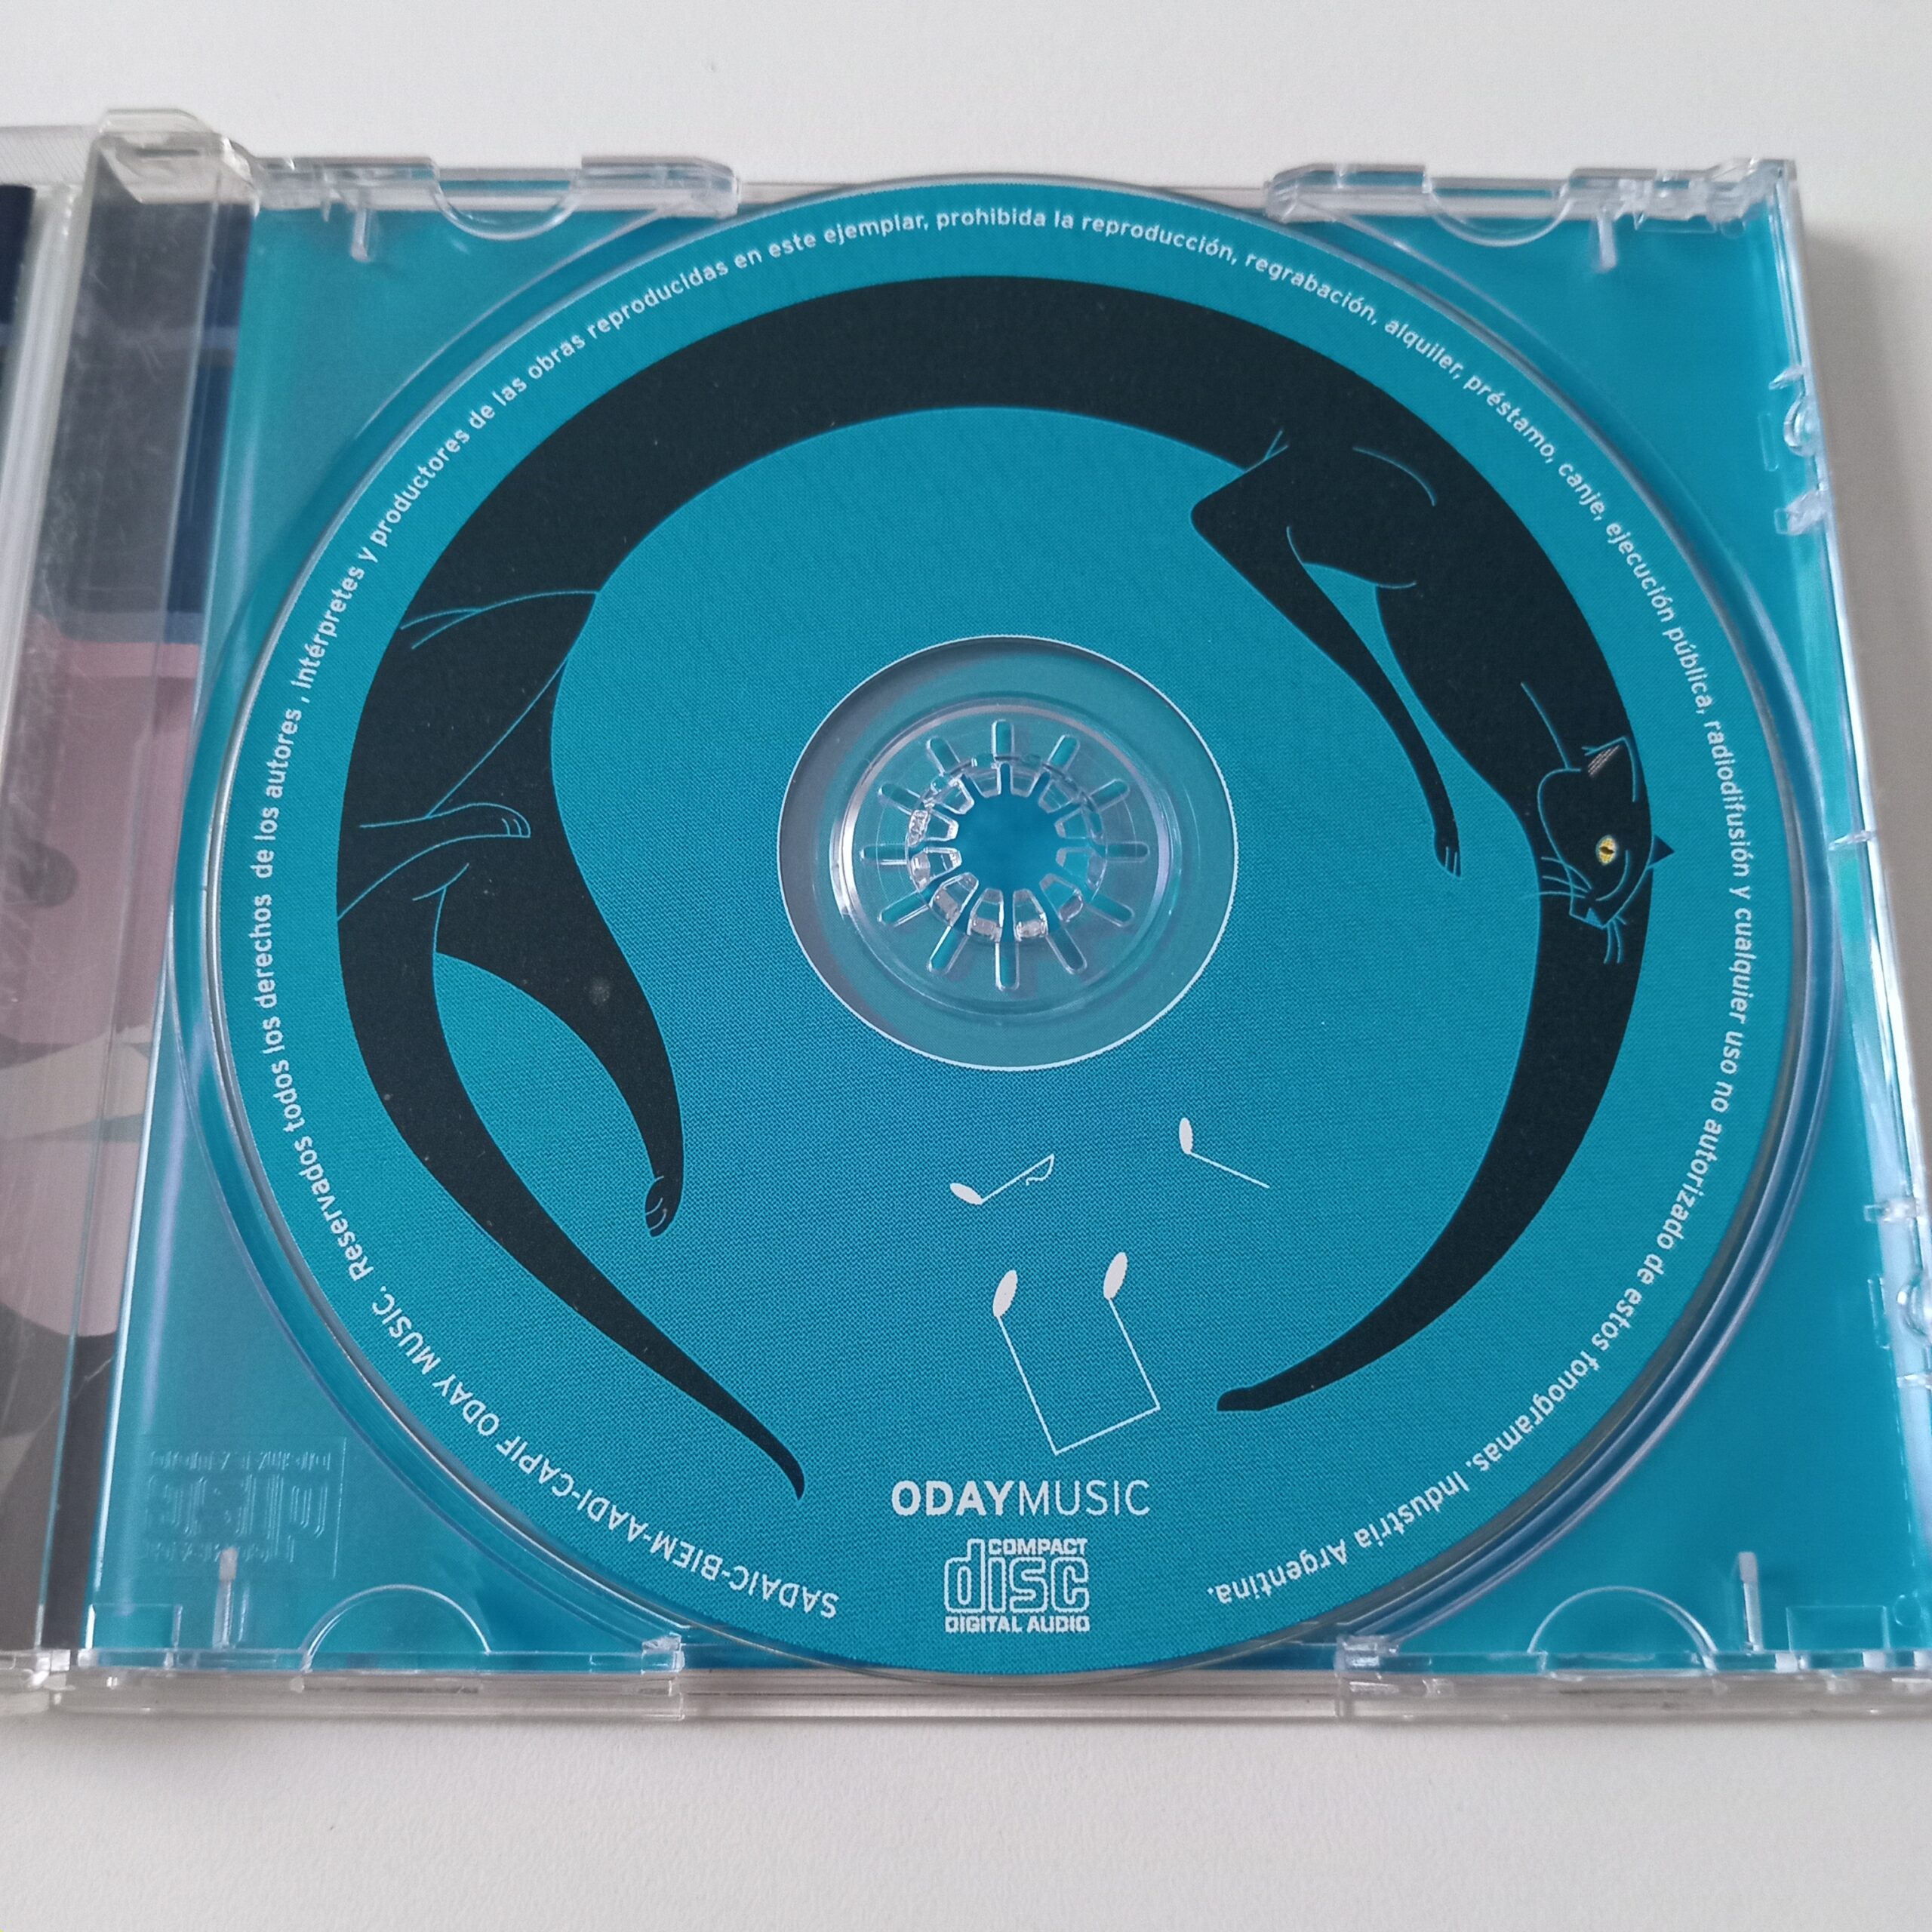 SADAIC-BIEM-AADI-CAPIF ODAY MUSIC. Reservados todos los derechos de los autores, intérpretes y productores de las obras reproducidas en este ejemplar, prohibida la reproducción, regrabación, alquiler, préstamo, canje, ejecución pública, radiodifusión y cualquier uso no autorizado de estos fonogramas. Industria Argentina.
ODAYMUSIC
COMPACT
disc
DIGITAL AUDIO